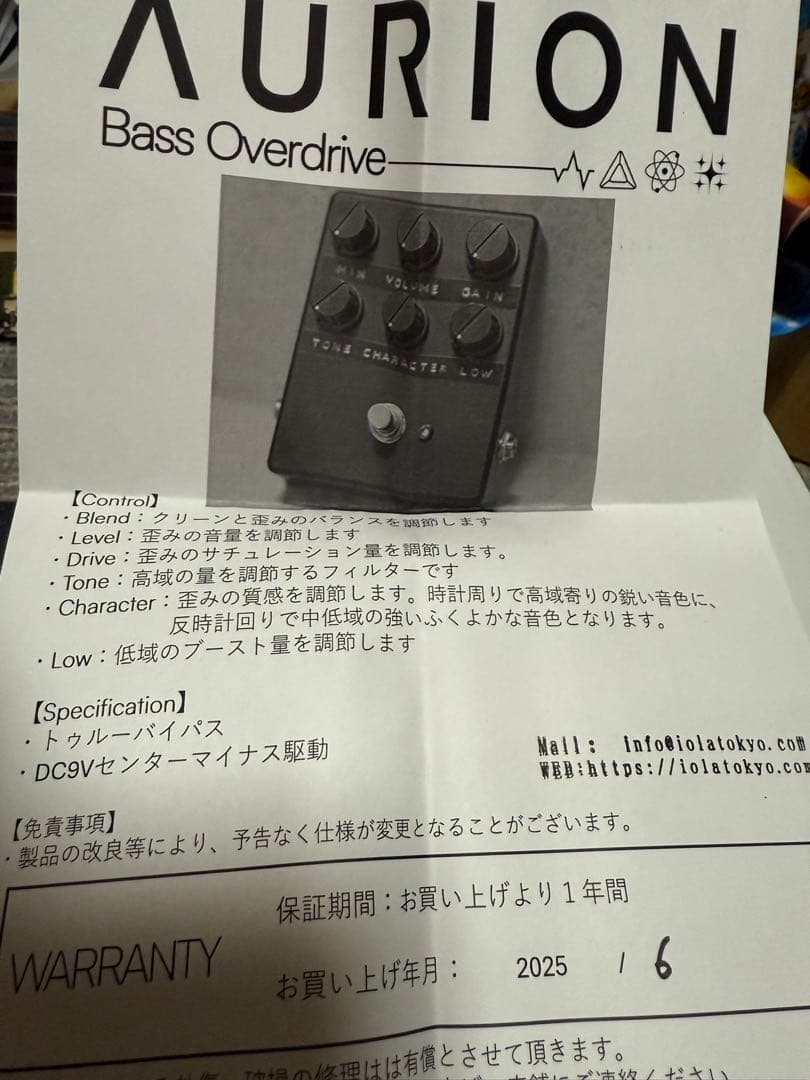 AURION
Bass Overdrive
MIX VOLUME GAIN
TONE CHARACTER LOW
【Control】
・Blend：クリーンと歪みのバランスを調節します
・Level：歪みの音量を調節します
・Drive：歪みのサチュレーション量を調節します。
・Tone：高域の量を調節するフィルターです
・Character：歪みの質感を調節します。時計周りで高域寄りの鋭い音色に、
反時計回りで中低域の強いふくよかな音色となります。
・Low：低域のブースト量を調節します
【Specification】
・トゥルーバイパス
・DC9Vセンターマイナス駆動
Mail： info@iolatokyo.com
WEB:https://iolatokyo.com
【免責事項】
・製品の改良等により、予告なく仕様が変更となることがございます。
WARRANTY
保証期間：お買い上げより１年間
お買い上げ年月： 2025 / 6
破損の修理はは有償とさせて頂きます。
ご連絡ください